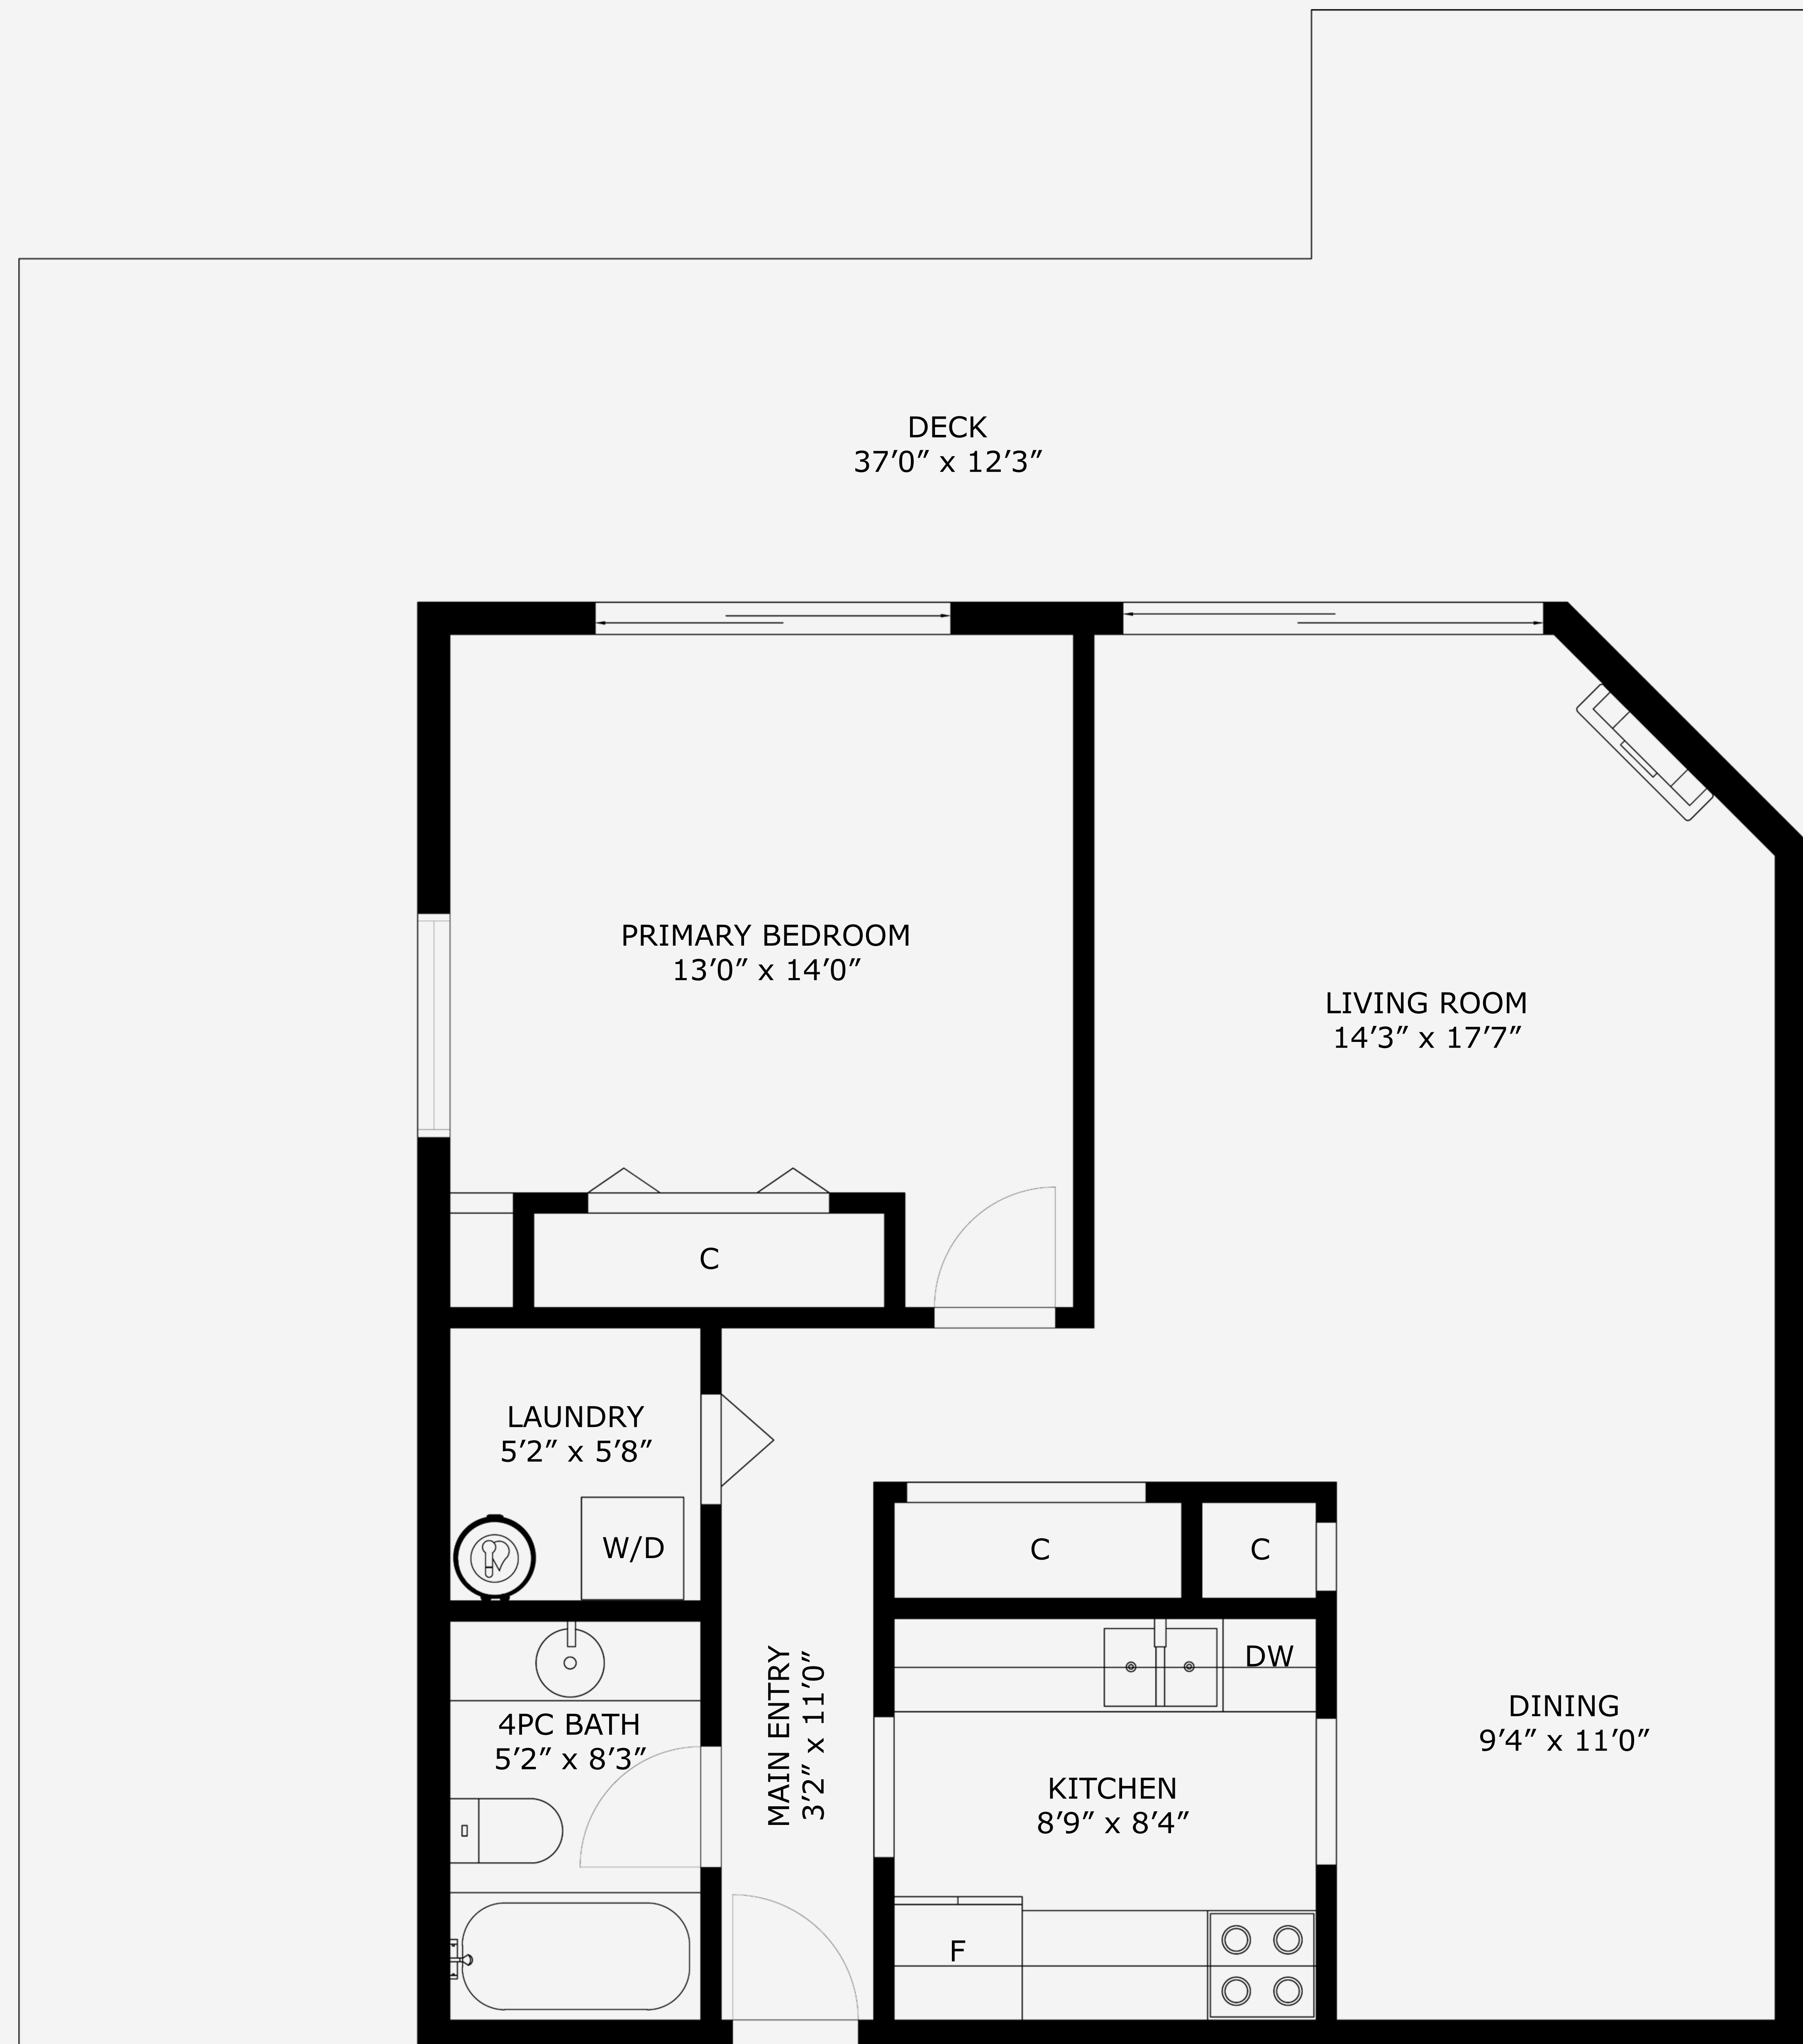 DECK
37’0” x 12’3”
PRIMARY BEDROOM
13’0” x 14’0”
LIVING ROOM
14’3” x 17’7”
C
LAUNDRY
5’2” x 5’8”
W/D
C
C
DW
4PC BATH
5’2” x 8’3”
MAIN ENTRY
3’2” x 11’0”
KITCHEN
8’9” x 8’4”
DINING
9’4” x 11’0”
F